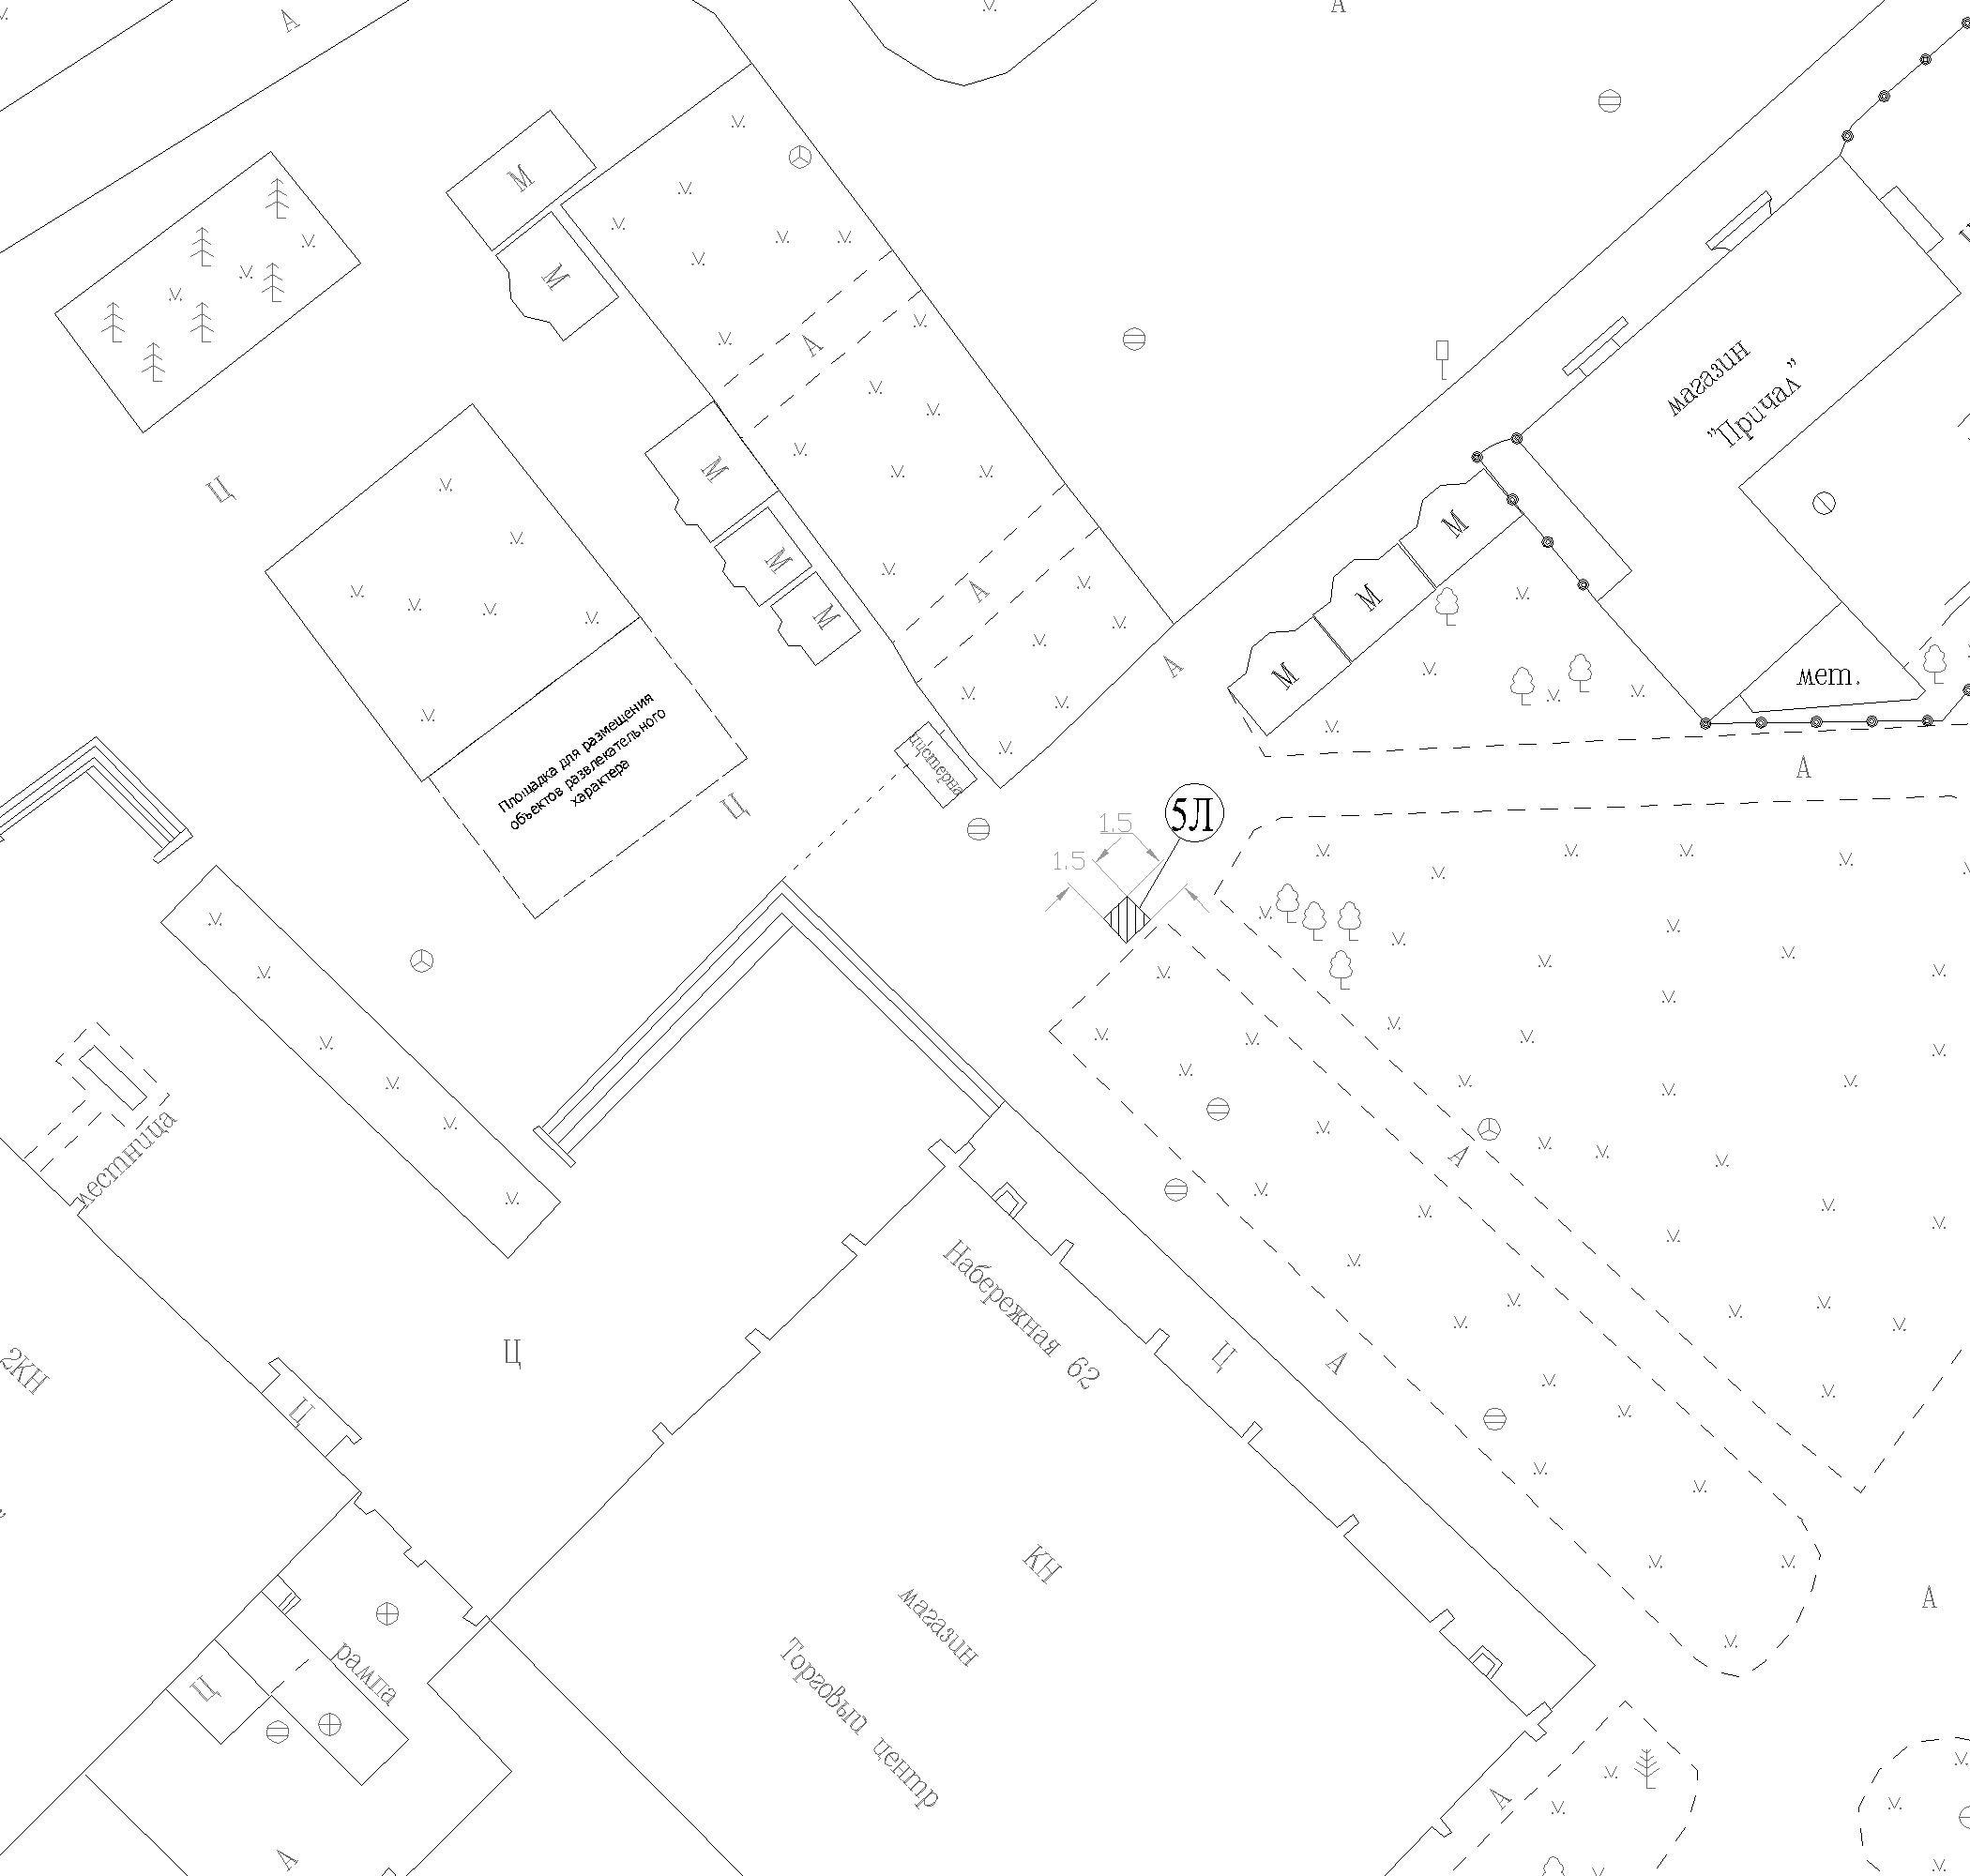 А
А
М
М
А
магазин
"Причал"
Ц
М
М
М
А
М
М
М
А
мет.
А
Площадка для размещения
объектов развлекательного
характера
Ц
цистерна
5Л
1.5
1.5
лестница
А
Набережная 62
Ц
А
Ц
2КН
Ц
КН
магазин
Торговый центр
А
рампа
Ц
А
А